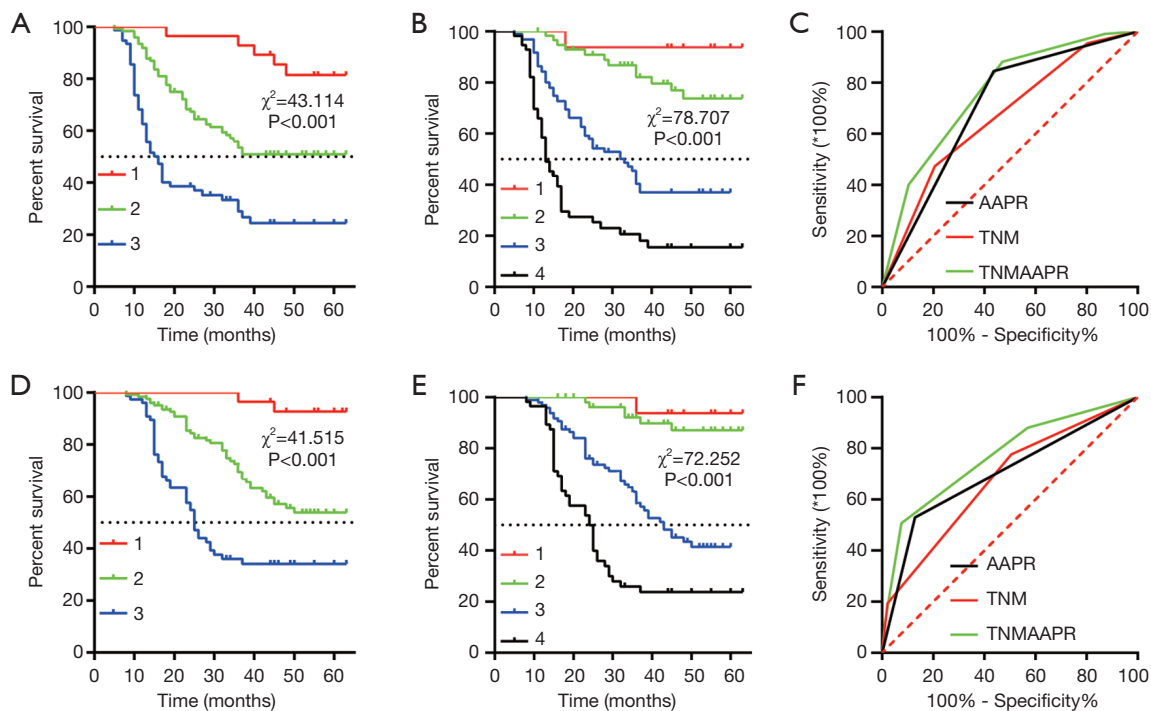 A
Percent survival
100
80
60
40
20
0
χ²=43.114
P<0.001
1
2
3
0 10 20 30 40 50 60
Time (months)
B
Percent survival
100
80
60
40
20
0
χ²=78.707
P<0.001
1
2
3
4
0 10 20 30 40 50 60
Time (months)
C
Sensitivity (*100%)
100
80
60
40
20
0
AAPR
TNM
TNMAAPR
0 20 40 60 80 100
100% - Specificity%
D
Percent survival
100
80
60
40
20
0
χ²=41.515
P<0.001
1
2
3
0 10 20 30 40 50 60
Time (months)
E
Percent survival
100
80
60
40
20
0
χ²=72.252
P<0.001
1
2
3
4
0 10 20 30 40 50 60
Time (months)
F
Sensitivity (*100%)
100
80
60
40
20
0
AAPR
TNM
TNMAAPR
0 20 40 60 80 100
100% - Specificity%